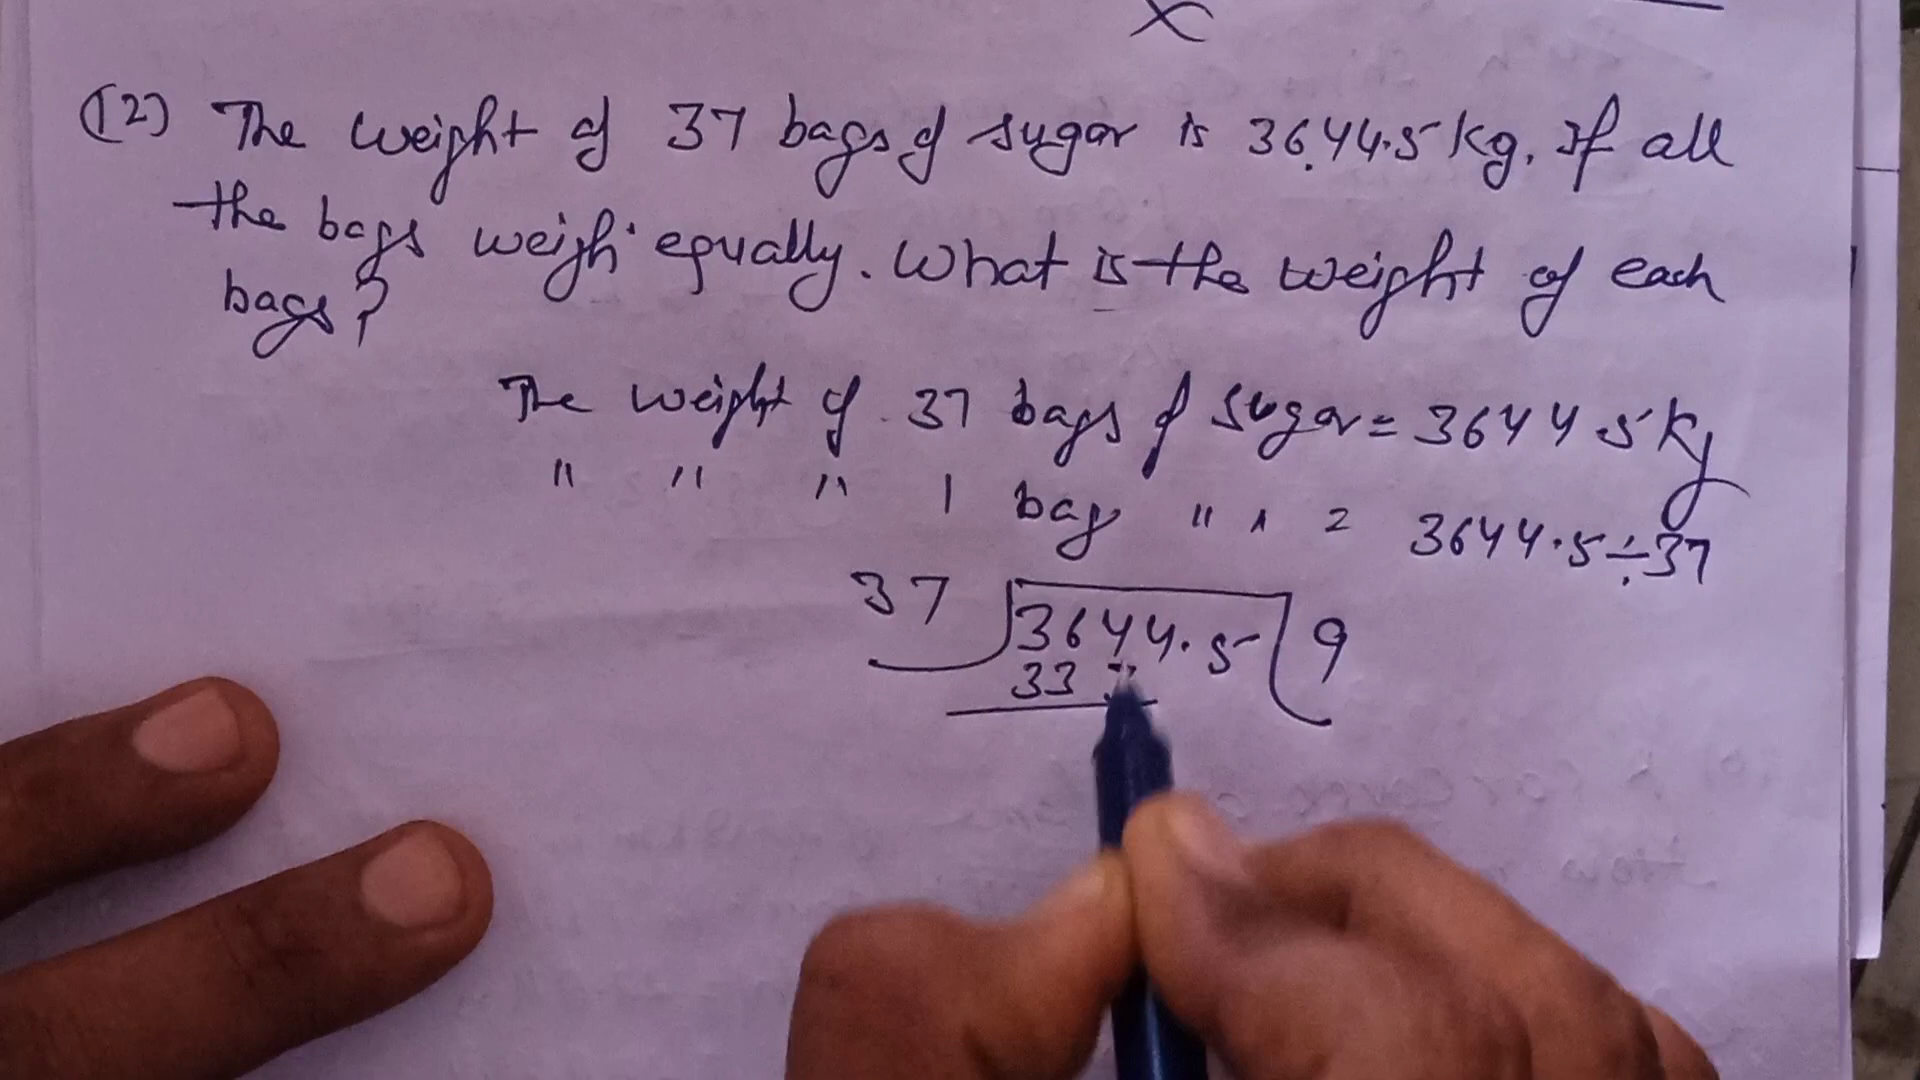 (12) The weight of 37 bags of sugar is 3644.5 kg. If all
the bags weigh equally. What is the weight of each
bags?
The weight of 37 bags of sugar = 3644.5 kg
" " " 1 bag " " = 3644.5÷37
37 3644.5 9
33